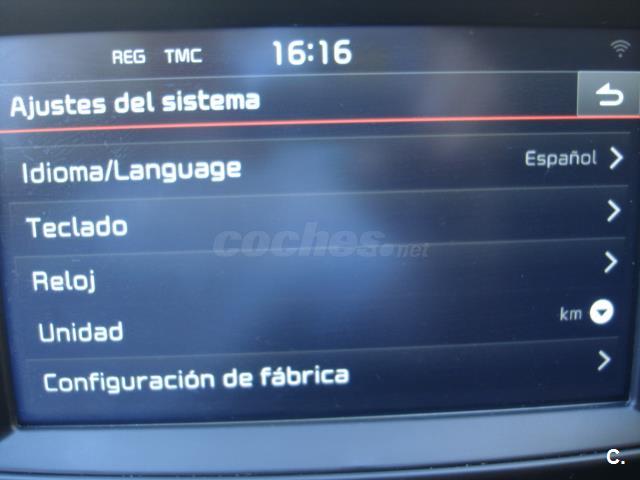 REG TMC 16:16
Ajustes del sistema
Idioma/Language Español
Teclado
coches.net
Reloj
Unidad km
Configuración de fábrica
C.